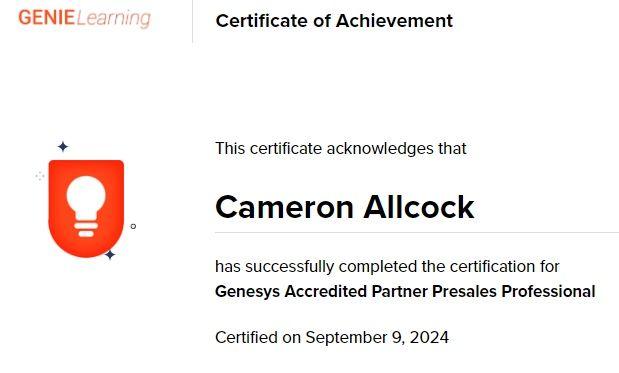 GENIELearning
Certificate of Achievement
This certificate acknowledges that
Cameron Allcock
has successfully completed the certification for
Genesys Accredited Partner Presales Professional
Certified on September 9, 2024